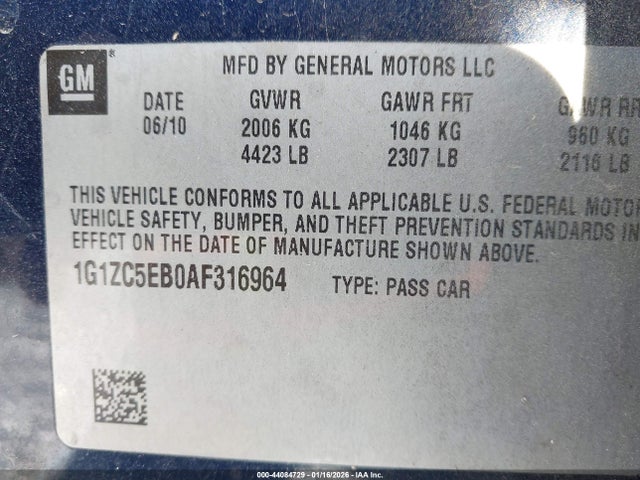 GM ®
MFD BY GENERAL MOTORS LLC
DATE GVWR GAWR FRT GAWR RR
06/10 2006 KG 1046 KG 960 KG
4423 LB 2307 LB 2116 LB
THIS VEHICLE CONFORMS TO ALL APPLICABLE U.S. FEDERAL MOTOR
VEHICLE SAFETY, BUMPER, AND THEFT PREVENTION STANDARDS
EFFECT ON THE DATE OF MANUFACTURE SHOWN ABOVE.
1G1ZC5EB0AF316964 TYPE: PASS CAR
000-44084729 - 01/16/2026 - IAA Inc.